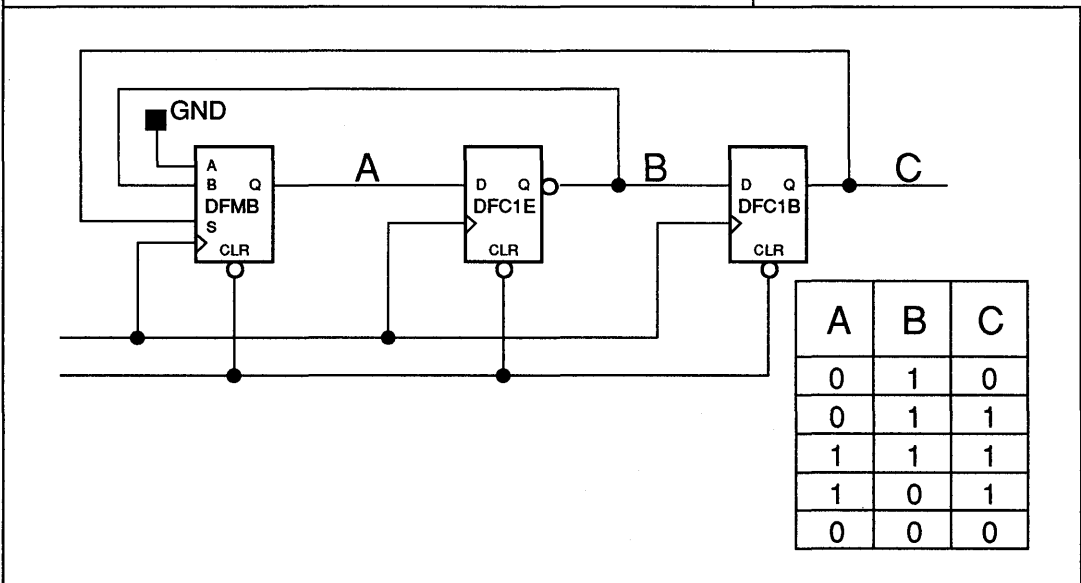 GND
A B C
A
B Q
DFMB
S
CLR
D Q
DFC1E
CLR
D Q
DFC1B
CLR
A B C
0 1 0
0 1 1
1 1 1
1 0 1
0 0 0